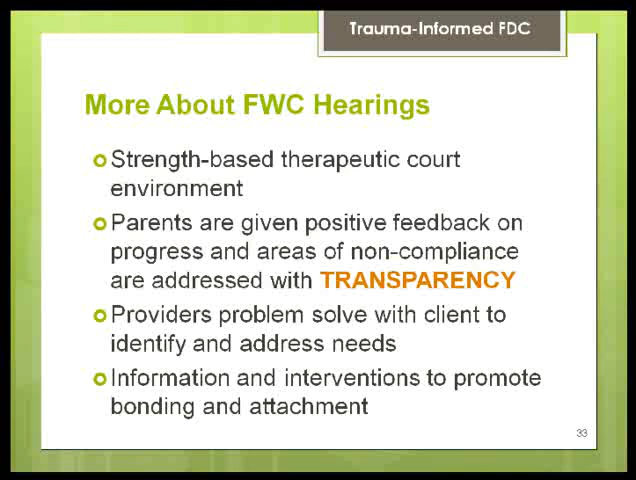 Trauma-Informed FDC
More About FWC Hearings
Strength-based therapeutic court
environment
Parents are given positive feedback on
progress and areas of non-compliance
are addressed with TRANSPARENCY
Providers problem solve with client to
identify and address needs
Information and interventions to promote
bonding and attachment
33